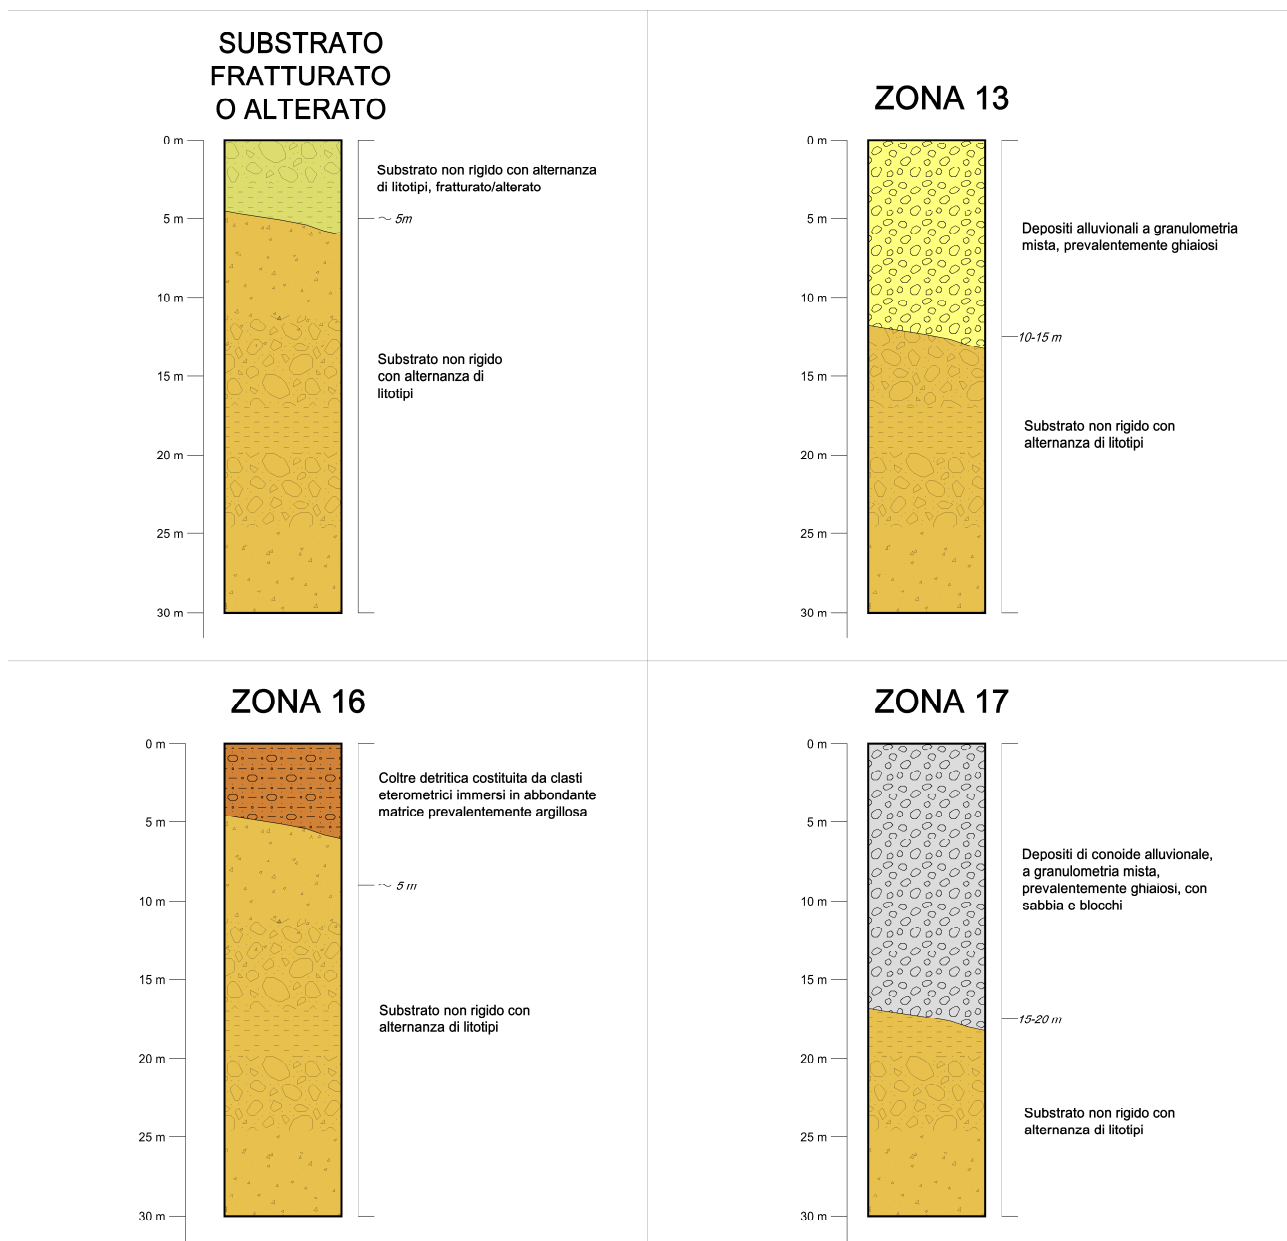 SUBSTRATO
FRATTURATO
O ALTERATO
0 m
5 m
10 m
15 m
20 m
25 m
30 m
Substrato non rigido con alternanza
di litotipi, fratturato/alterato
~ 5m
Substrato non rigido
con alternanza di
litotipi
ZONA 13
0 m
5 m
10 m
15 m
20 m
25 m
30 m
Depositi alluvionali a granulometria
mista, prevalentemente ghiaiosi
10-15 m
Substrato non rigido con
alternanza di litotipi
ZONA 16
0 m
5 m
10 m
15 m
20 m
25 m
30 m
Coltre detritica costituita da clasti
eterometrici immersi in abbondante
matrice prevalentemente argillosa
~ 5 m
Substrato non rigido con
alternanza di litotipi
ZONA 17
0 m
5 m
10 m
15 m
20 m
25 m
30 m
Depositi di conoide alluvionale,
a granulometria mista,
prevalentemente ghiaiosi, con
sabbia e blocchi
15-20 m
Substrato non rigido con
alternanza di litotipi